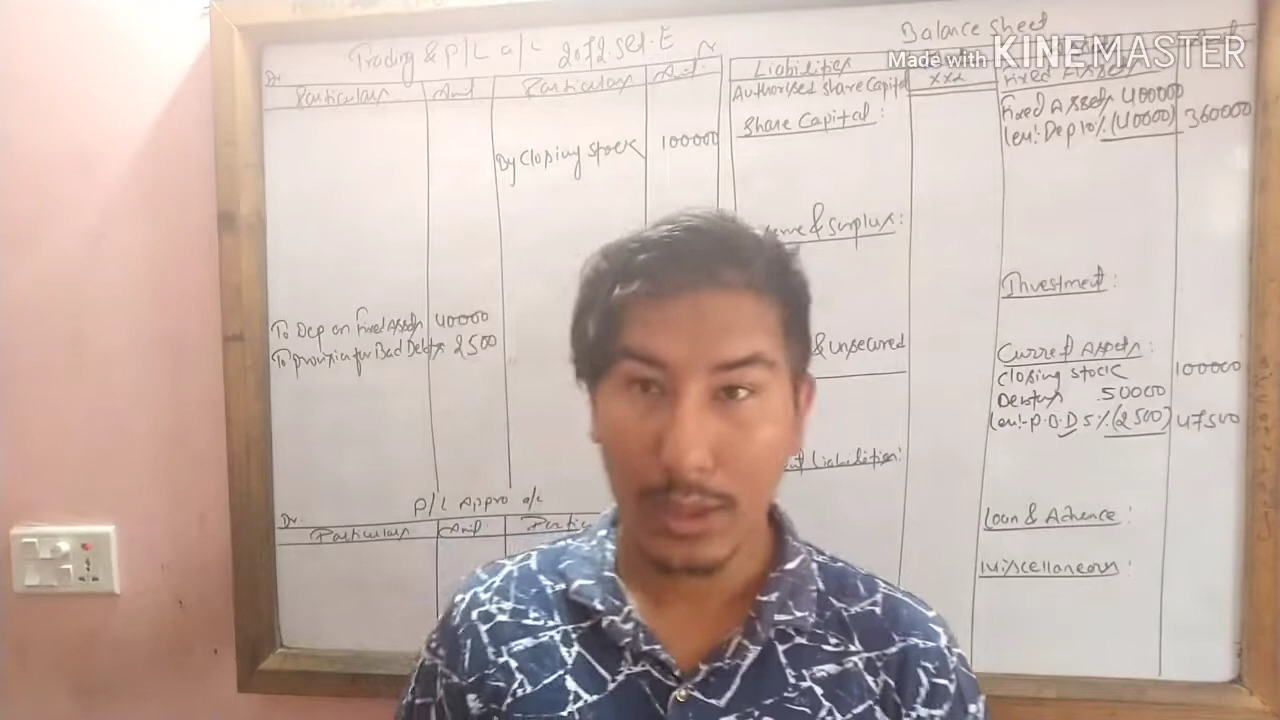 Trading & P/L a/c 2072.Set.E
Dr
Particulars Amt Particulars Amt.
By Closing Stock 100000
To Dep on Fixed Assets 40000
To provision for Bad Debts 2500
P/L Appro a/c
Dr.
Particulars Amt. Partic
Balance Sheet
Made with KINEMASTER
Liabilities
Authorised Share Capital xxx
Share Capital:
& Surplus:
& unsecured
Liabilities:
Fixed Assets
Fixed Assets 400000
Less: Dep 10% (40000) 360000
Investment:
Current Assets:
Closing Stock 100000
Debtors 50000
Less:- P.B.D 5% (2500) 47500
Loan & Advance:
Miscellaneous: